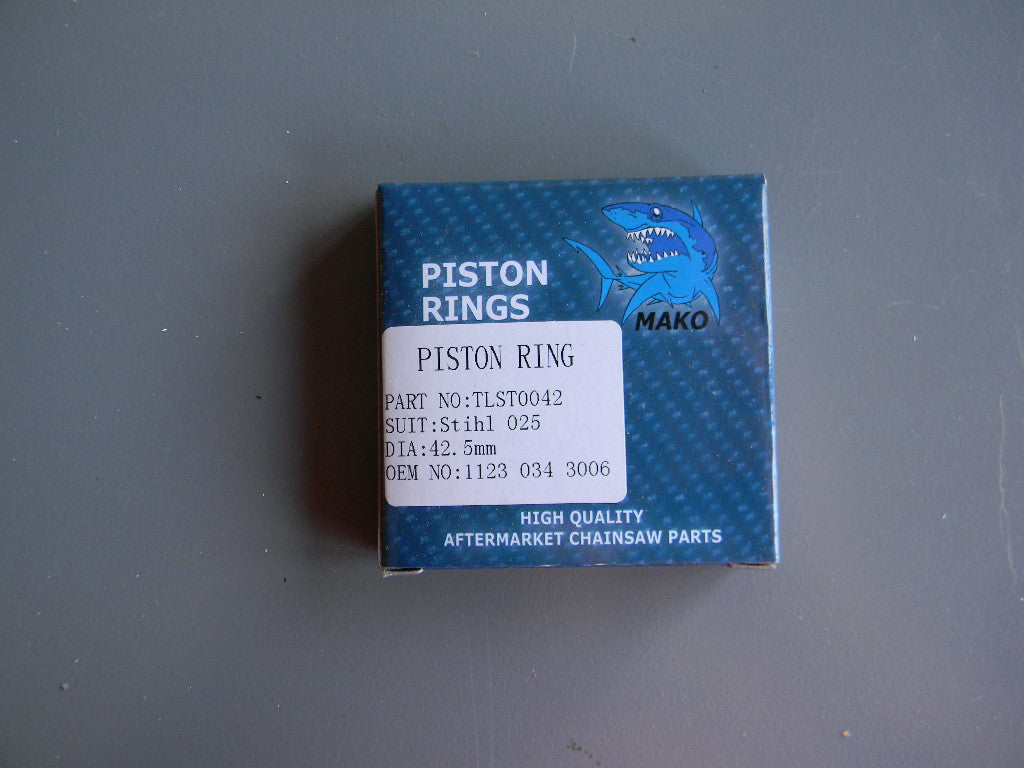 PISTON
RINGS
MAKO
PISTON RING
PART NO:TLST0042
SUIT:Stihl 025
DIA:42.5mm
OEM NO:1123 034 3006
HIGH QUALITY
AFTERMARKET CHAINSAW PARTS